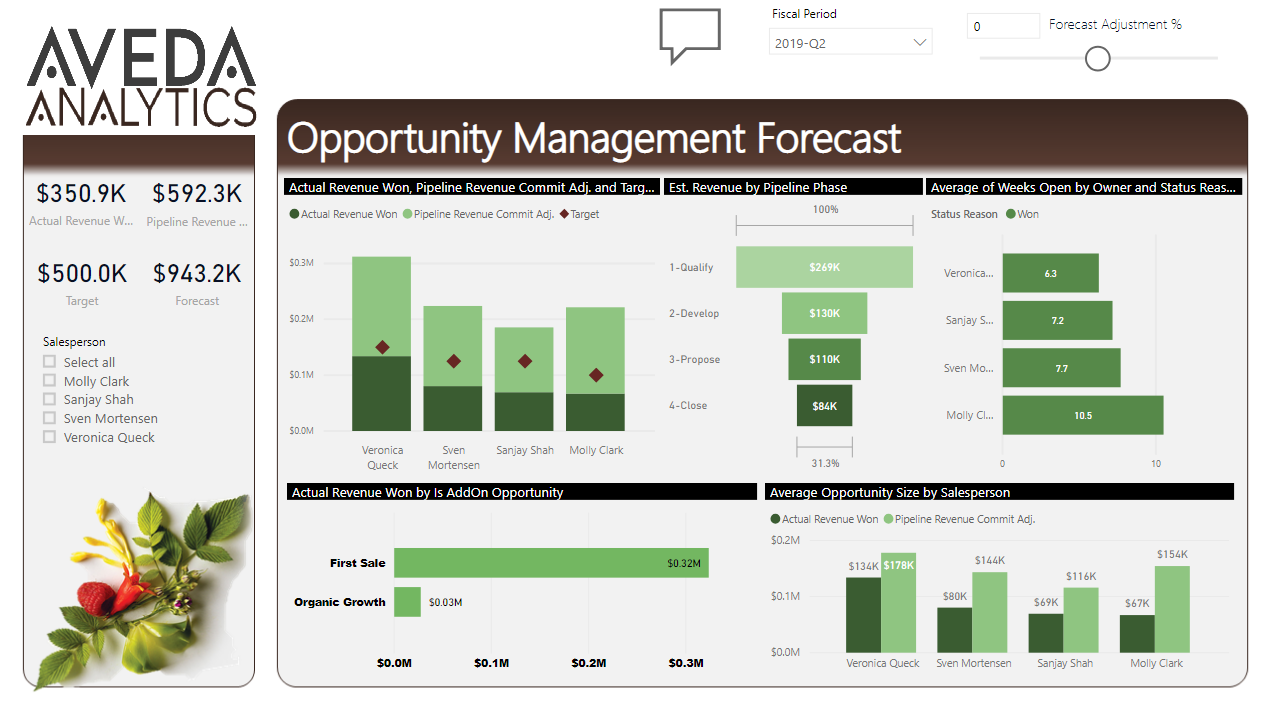 AVEDA
ANALYTICS
Fiscal Period
2019-Q2
0
Forecast Adjustment %
Opportunity Management Forecast
$350.9K
Actual Revenue W...
$592.3K
Pipeline Revenue ...
$500.0K
Target
$943.2K
Forecast
Salesperson
Select all
Molly Clark
Sanjay Shah
Sven Mortensen
Veronica Queck
Actual Revenue Won, Pipeline Revenue Commit Adj. and Targ...
Actual Revenue Won
Pipeline Revenue Commit Adj.
Target
$0.3M
$0.2M
$0.1M
$0.0M
Veronica
Queck
Sven
Mortensen
Sanjay Shah
Molly Clark
Est. Revenue by Pipeline Phase
100%
1-Qualify
$269K
2-Develop
$130K
3-Propose
$110K
4-Close
$84K
31.3%
Average of Weeks Open by Owner and Status Reas...
Status Reason
Won
Veronica...
6.3
Sanjay S...
7.2
Sven Mo...
7.7
Molly Cl...
10.5
0
10
Actual Revenue Won by Is AddOn Opportunity
First Sale
$0.32M
Organic Growth
$0.03M
$0.0M
$0.1M
$0.2M
$0.3M
Average Opportunity Size by Salesperson
Actual Revenue Won
Pipeline Revenue Commit Adj.
$0.2M
$0.1M
$0.0M
$134K
$178K
$80K
$144K
$69K
$116K
$67K
$154K
Veronica Queck
Sven Mortensen
Sanjay Shah
Molly Clark